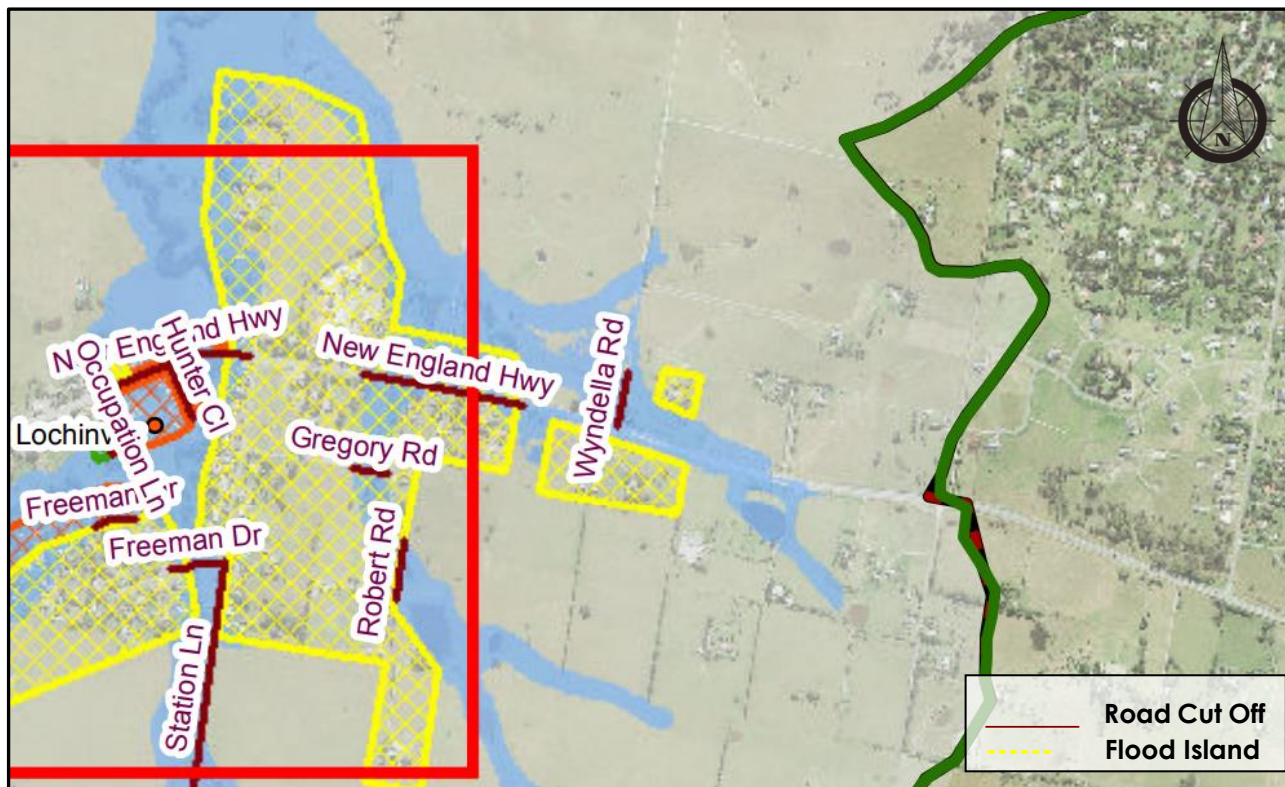 N
New England Hwy
Hunter Cl
Occupation Ln
New England Hwy
Wyndella Rd
Gregory Rd
Freeman Dr
Freeman Dr
Robert Rd
Station Ln
Road Cut Off
Flood Island